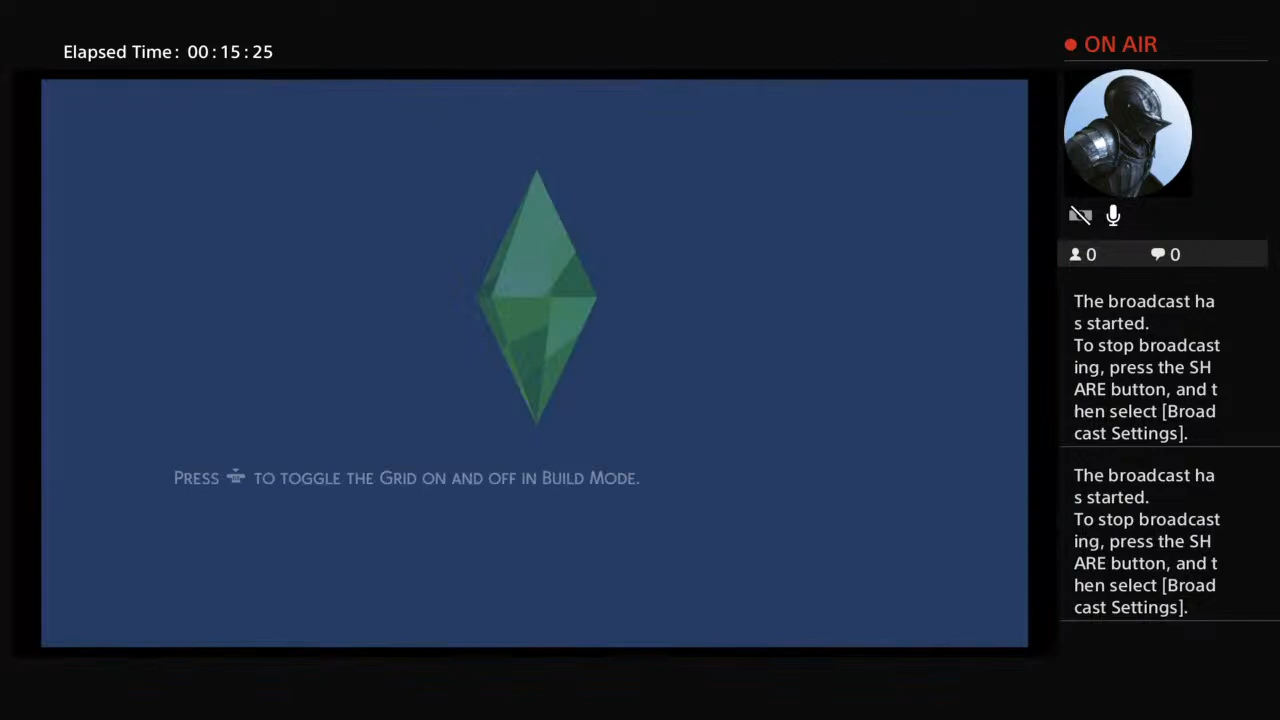 Elapsed Time: 00:15:25
ON AIR
0 0
The broadcast ha
s started.
To stop broadcast
ing, press the SH
ARE button, and t
hen select [Broad
cast Settings].
The broadcast ha
s started.
To stop broadcast
ing, press the SH
ARE button, and t
hen select [Broad
cast Settings].
Press to toggle the Grid on and off in Build Mode.